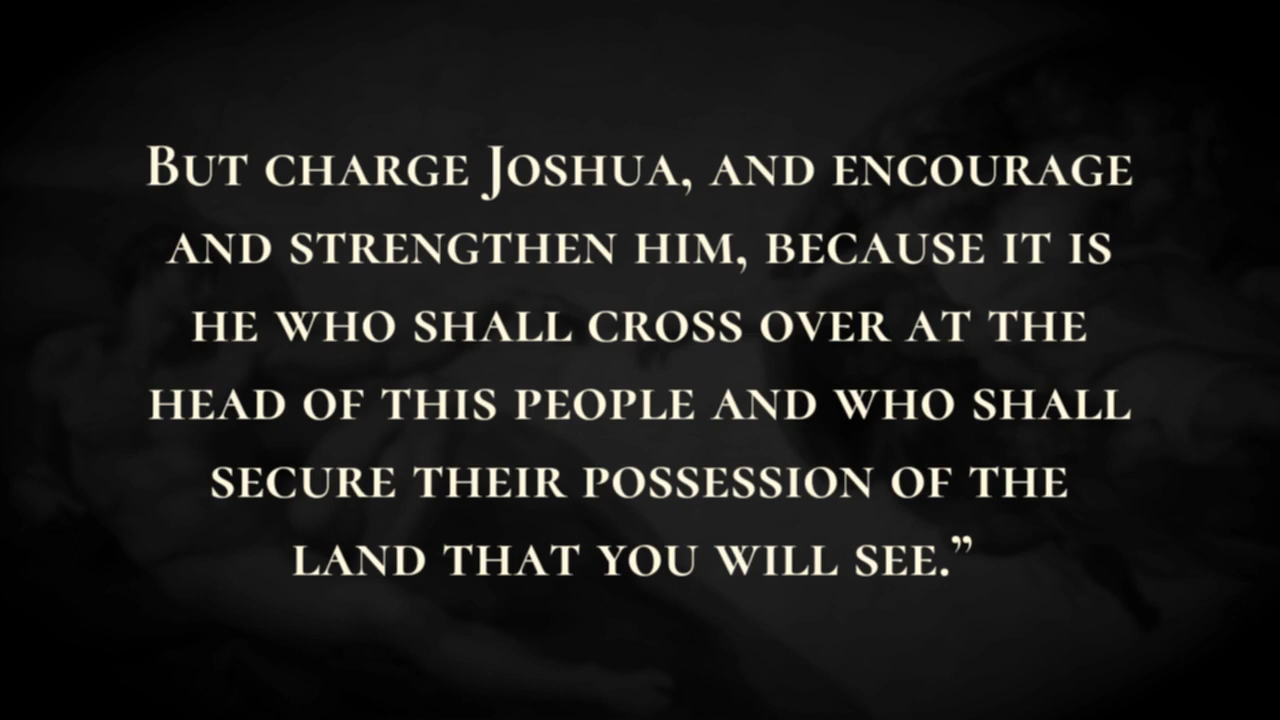 But charge Joshua, and encourage
and strengthen him, because it is
he who shall cross over at the
head of this people and who shall
secure their possession of the
land that you will see.”